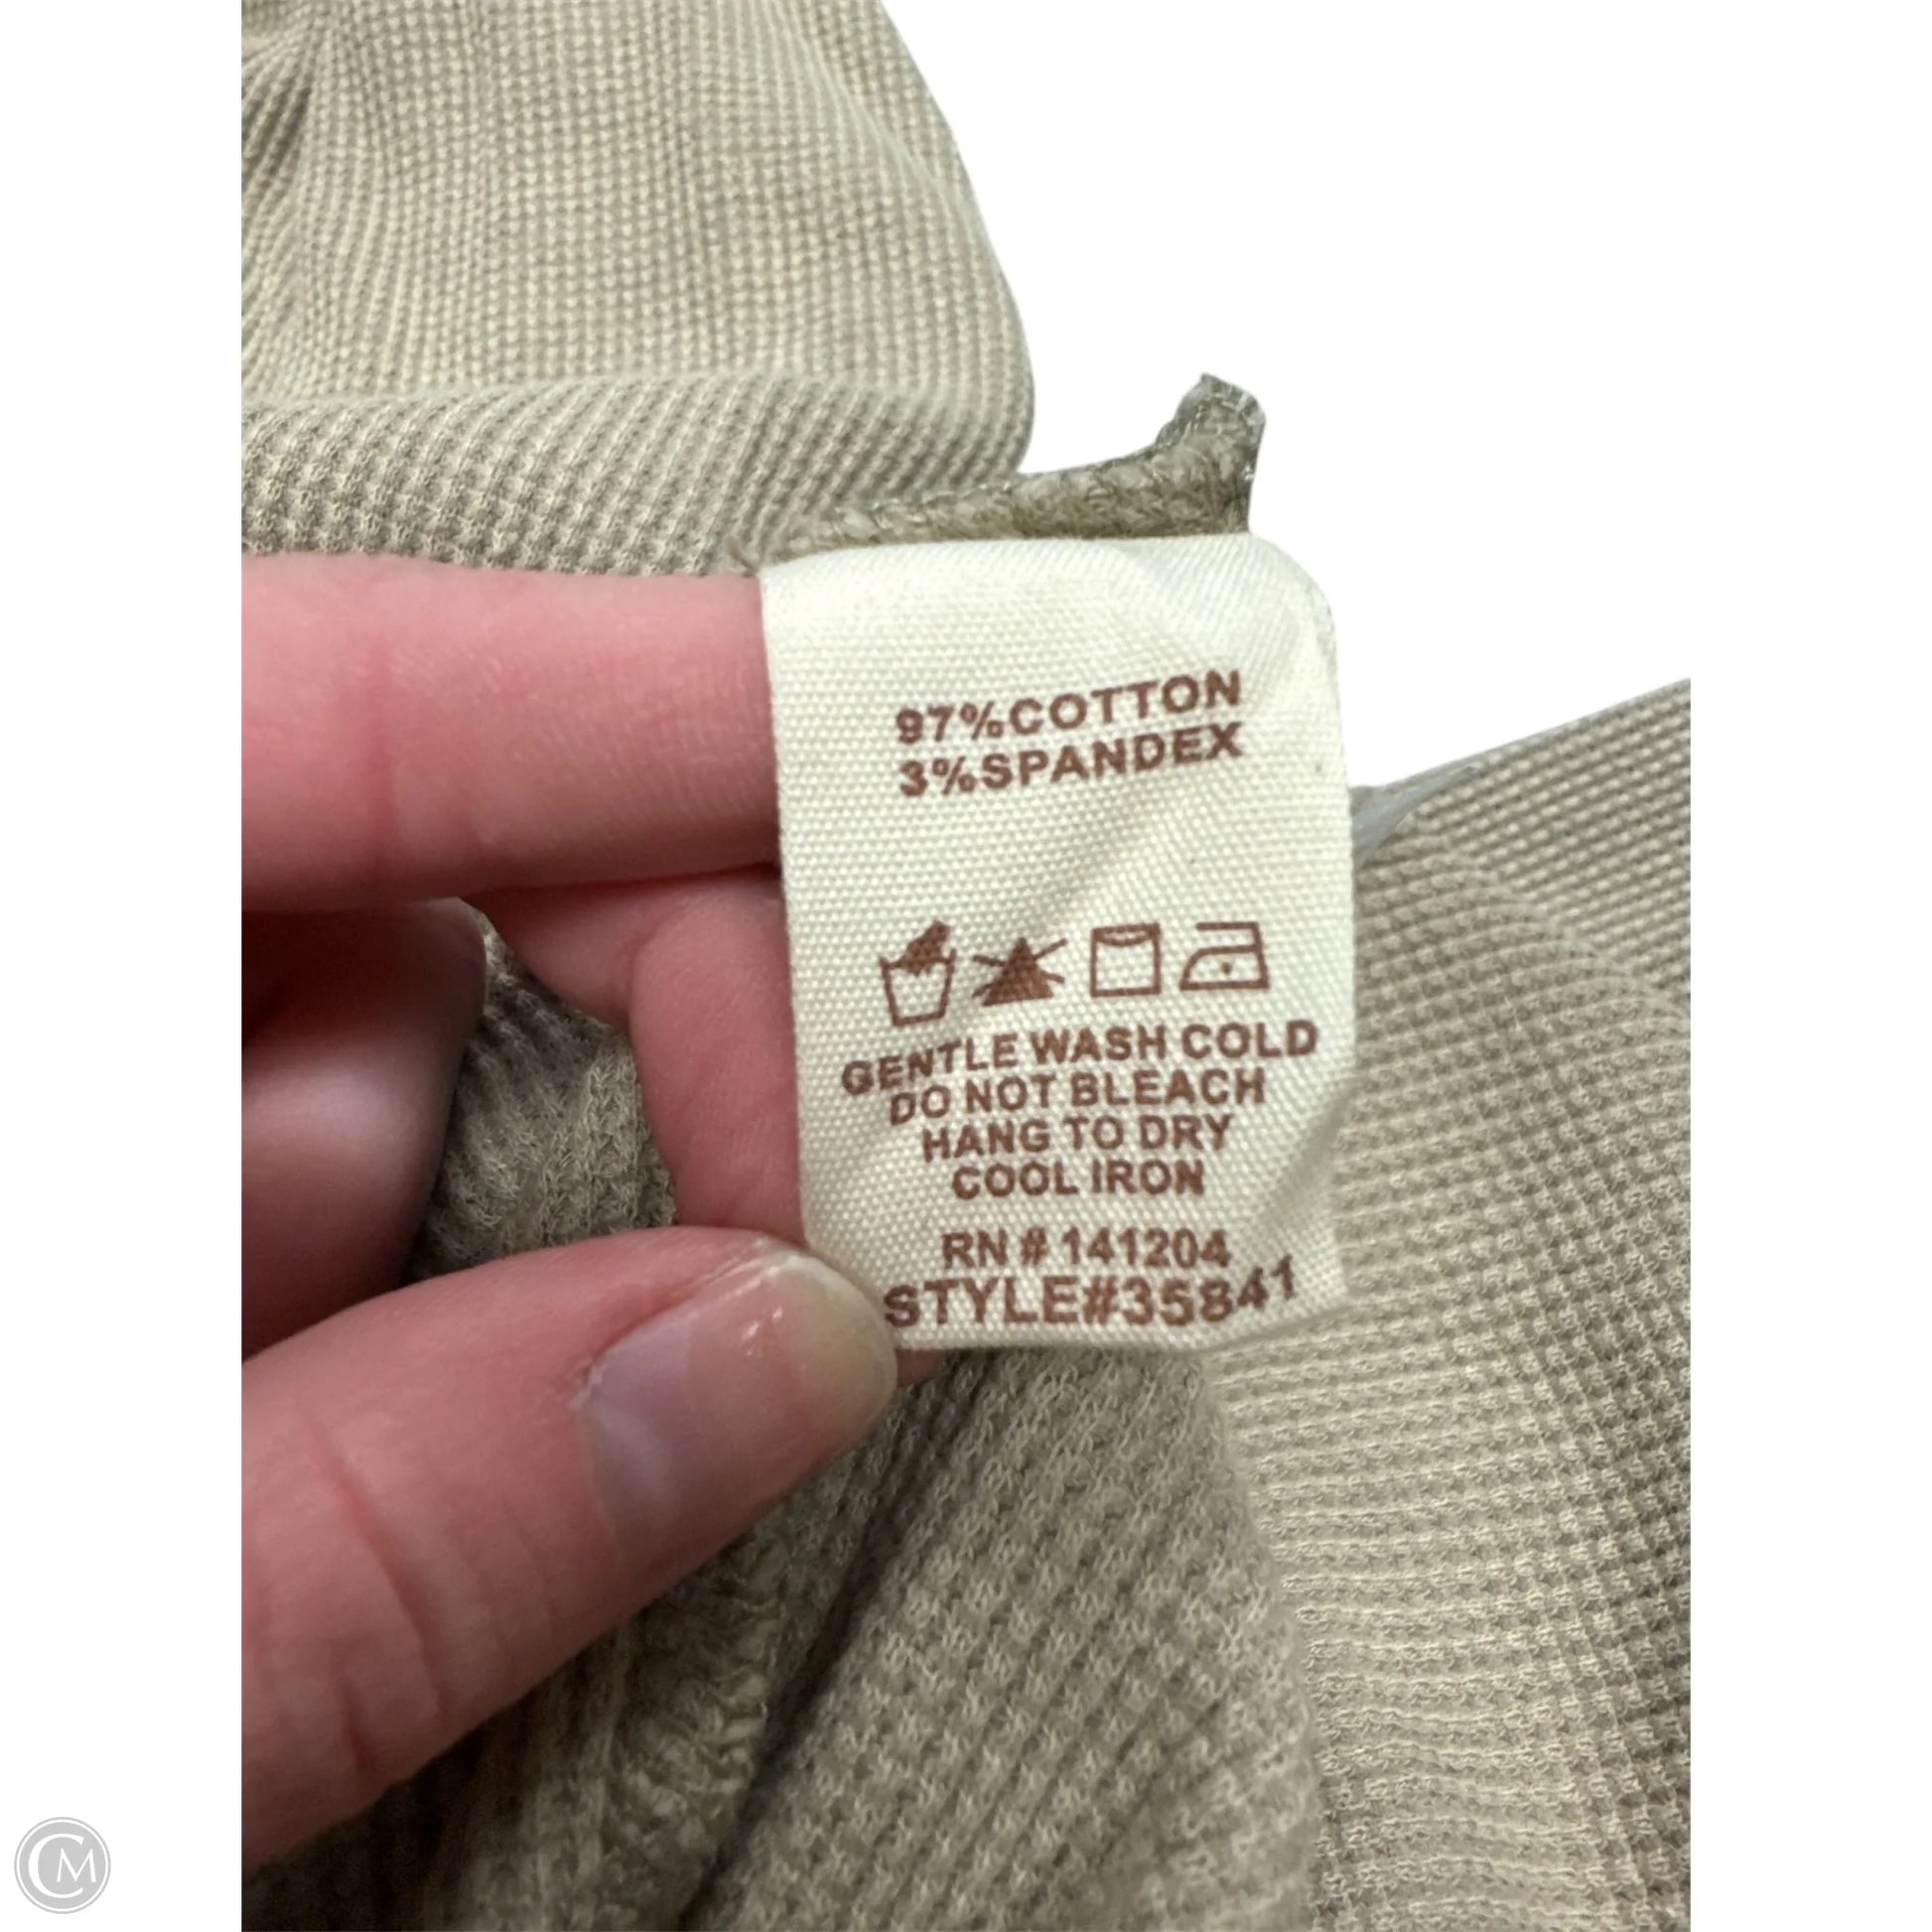 97%COTTON
3%SPANDEX
GENTLE WASH COLD
DO NOT BLEACH
HANG TO DRY
COOL IRON
RN # 141204
STYLE#35841
CM